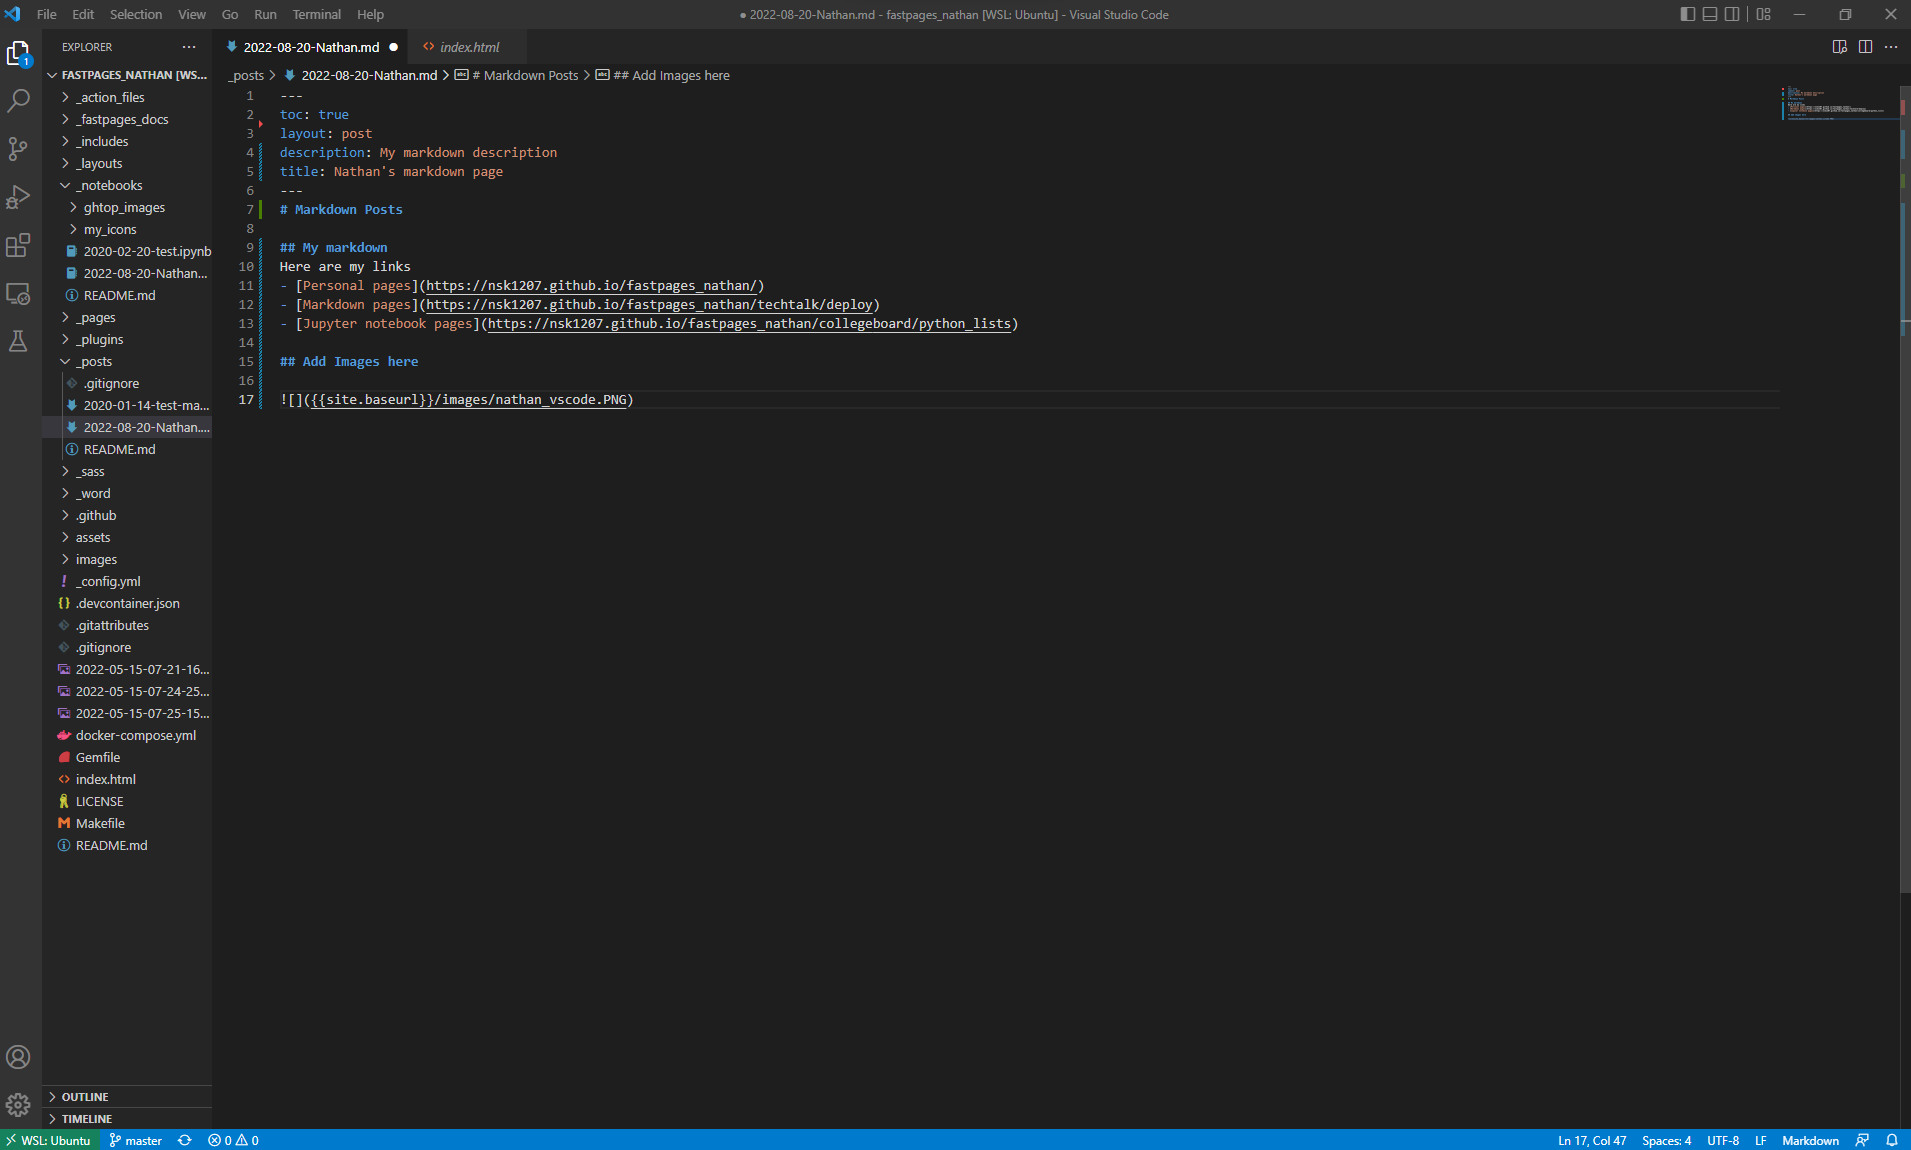 File Edit Selection View Go Run Terminal Help
● 2022-08-20-Nathan.md - fastpages_nathan [WSL: Ubuntu] - Visual Studio Code
1
EXPLORER
FASTPAGES_NATHAN [WS...
_action_files
_fastpages_docs
_includes
_layouts
_notebooks
ghtop_images
my_icons
2020-02-20-test.ipynb
2022-08-20-Nathan...
README.md
_pages
_plugins
_posts
.gitignore
2020-01-14-test-ma...
2022-08-20-Nathan....
README.md
_sass
_word
.github
assets
images
_config.yml
.devcontainer.json
.gitattributes
.gitignore
2022-05-15-07-21-16...
2022-05-15-07-24-25...
2022-05-15-07-25-15...
docker-compose.yml
Gemfile
index.html
LICENSE
Makefile
README.md
OUTLINE
TIMELINE
2022-08-20-Nathan.md ● index.html
_posts > 2022-08-20-Nathan.md > # Markdown Posts > ## Add Images here
1 ---
2 toc: true
3 layout: post
4 description: My markdown description
5 title: Nathan's markdown page
6 ---
7 # Markdown Posts
8
9 ## My markdown
10 Here are my links
11 - [Personal pages](https://nsk1207.github.io/fastpages_nathan/)
12 - [Markdown pages](https://nsk1207.github.io/fastpages_nathan/techtalk/deploy)
13 - [Jupyter notebook pages](https://nsk1207.github.io/fastpages_nathan/collegeboard/python_lists)
14
15 ## Add Images here
16
17 ![]({{site.baseurl}}/images/nathan_vscode.PNG)
WSL: Ubuntu master 0 0 Ln 17, Col 47 Spaces: 4 UTF-8 LF Markdown